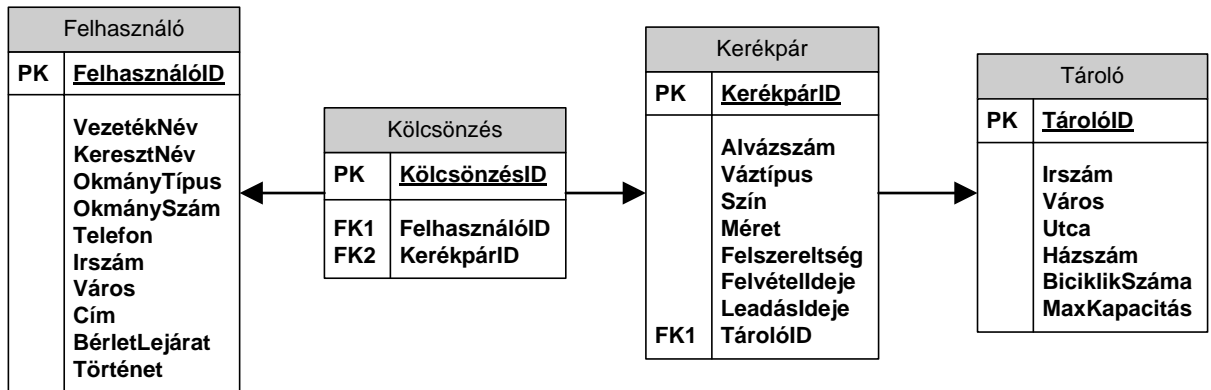 Felhasználó
PK FelhasználóID
VezetékNév
KeresztNév
OkmányTípus
OkmánySzám
Telefon
Irszám
Város
Cím
BérletLejárat
Történet
Kölcsönzés
PK KölcsönzésID
FK1 FelhasználóID
FK2 KerékpárID
Kerékpár
PK KerékpárID
Alvázszám
Váztípus
Szín
Méret
Felszereltség
FelvételIdeje
LeadásIdeje
FK1 TárolóID
Tároló
PK TárolóID
Irszám
Város
Utca
Házszám
BiciklikSzáma
MaxKapacitás